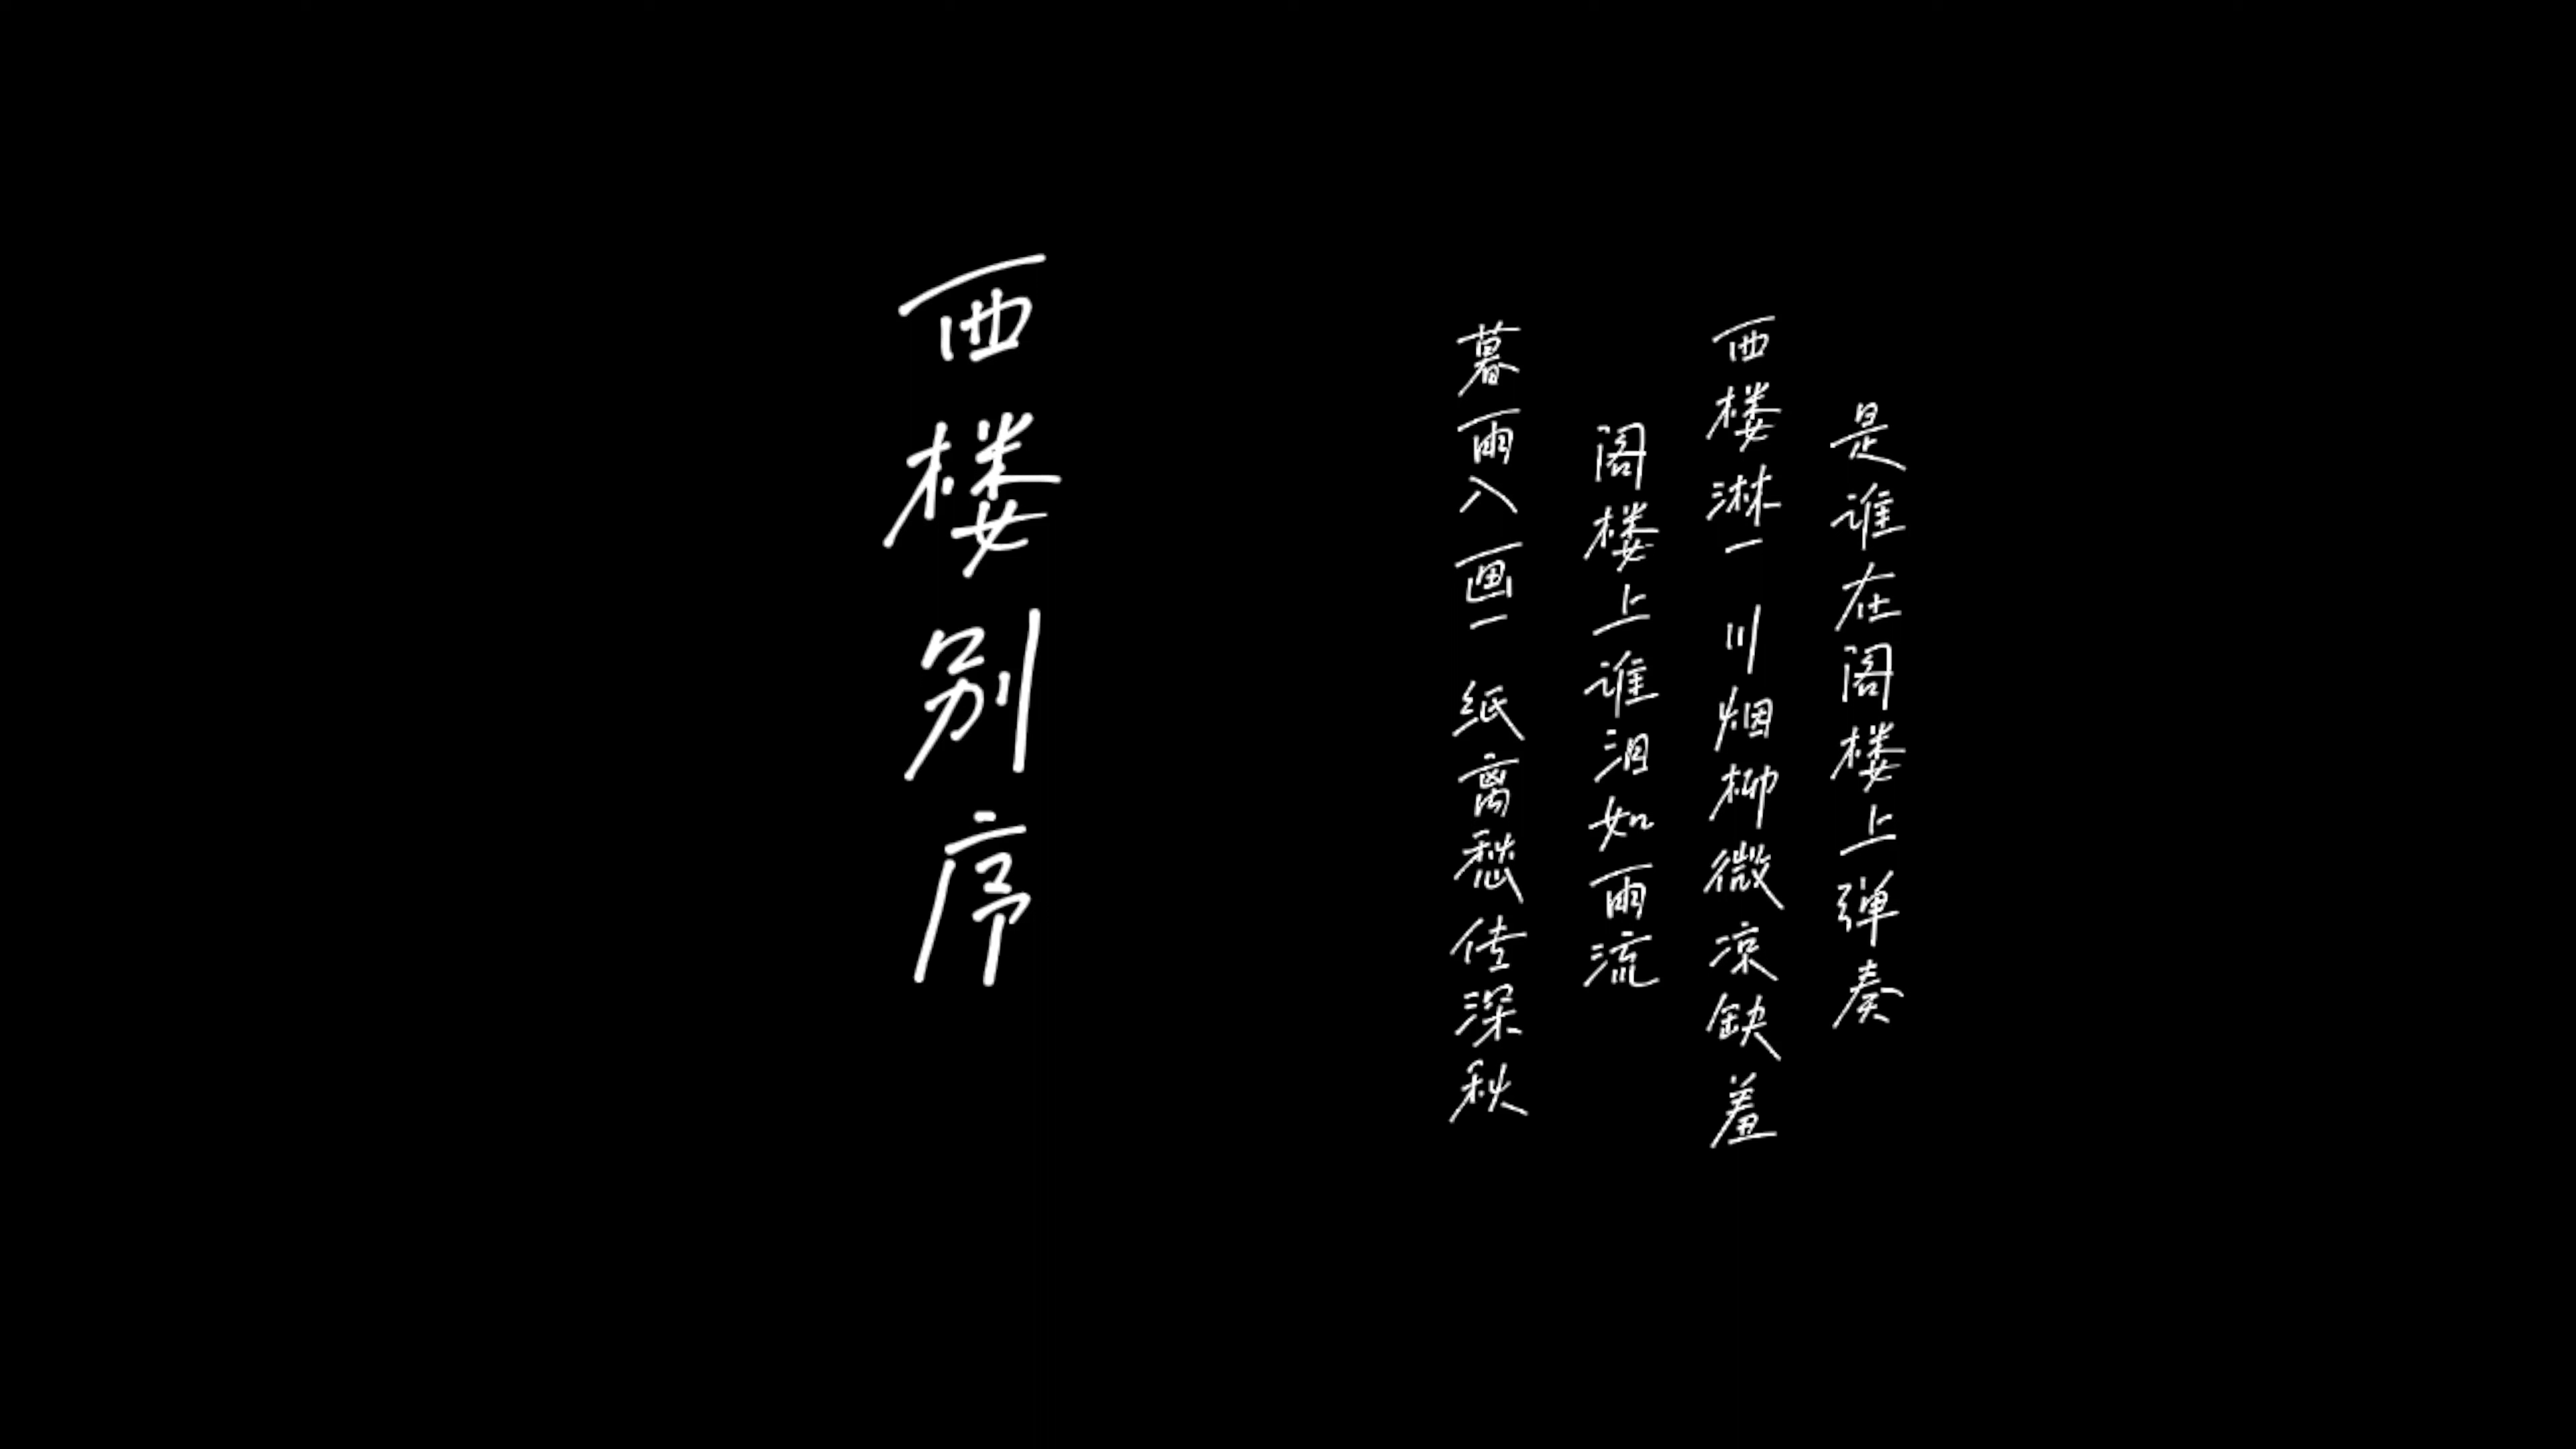 是谁在阁楼上弹奏
西楼淋一川烟柳微凉缺羞
阁楼上谁泪如雨流
暮雨入画一纸离愁传深秋
西楼别序